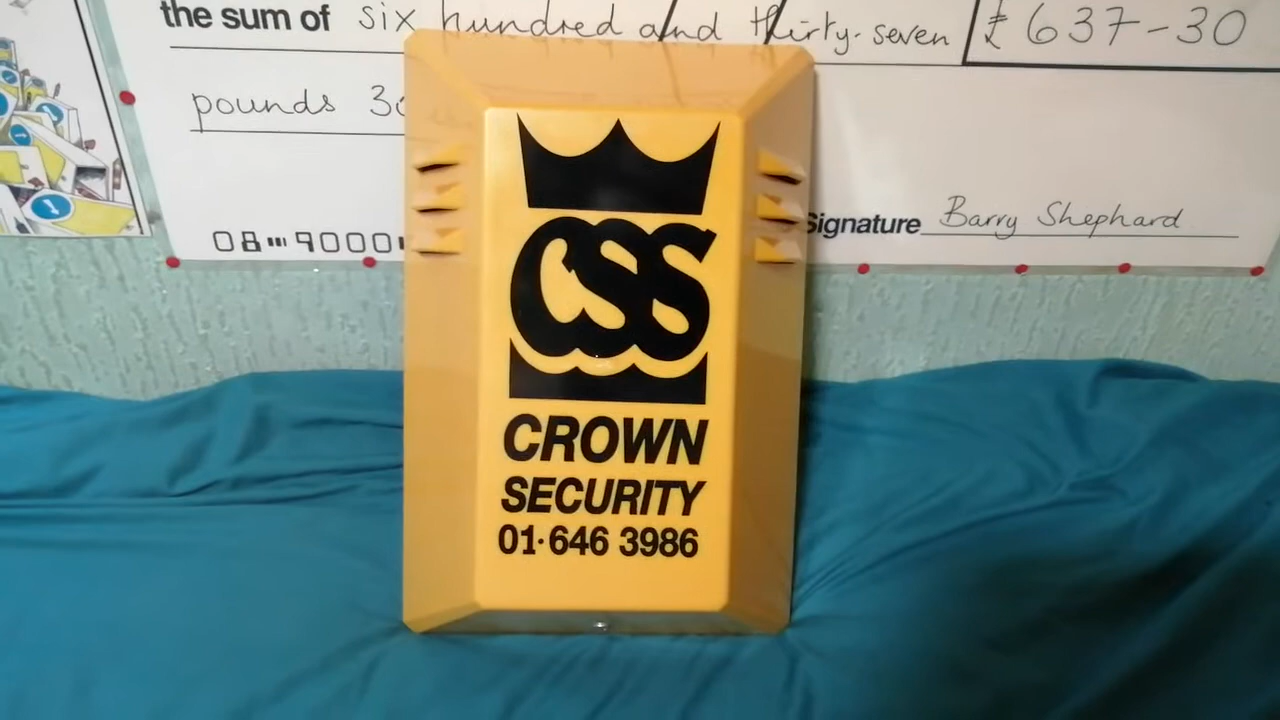 the sum of six hundred and thirty-seven £ 637-30
pounds 30
Signature Barry Shephard
08 9000
CSS
CROWN
SECURITY
01·646 3986